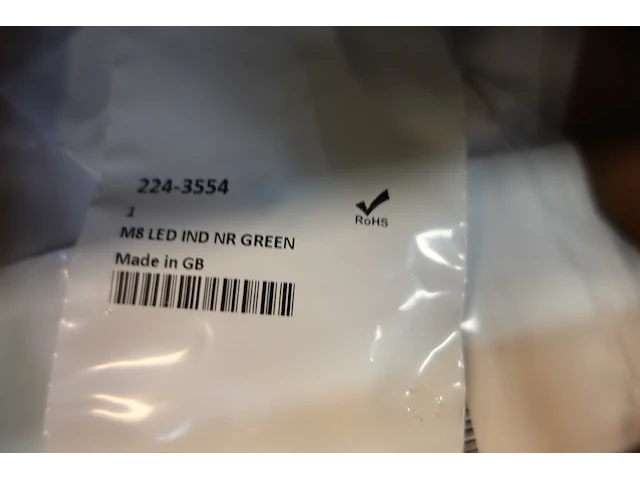 224-3554
1
RoHS
M8 LED IND NR GREEN
Made in GB